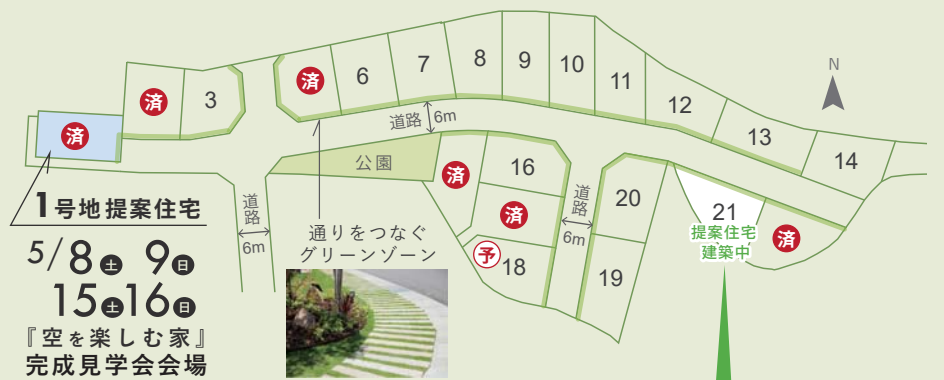 N
済
済
3
済
6
7
8
9
10
11
12
13
14
道路
6m
公園
済
16
済
予
18
道路
6m
20
19
21
提案住宅
建築中
済
道路
6m
通りをつなぐ
グリーンゾーン
1号地提案住宅
5/8土 9日
15土16日
『空を楽しむ家』
完成見学会会場